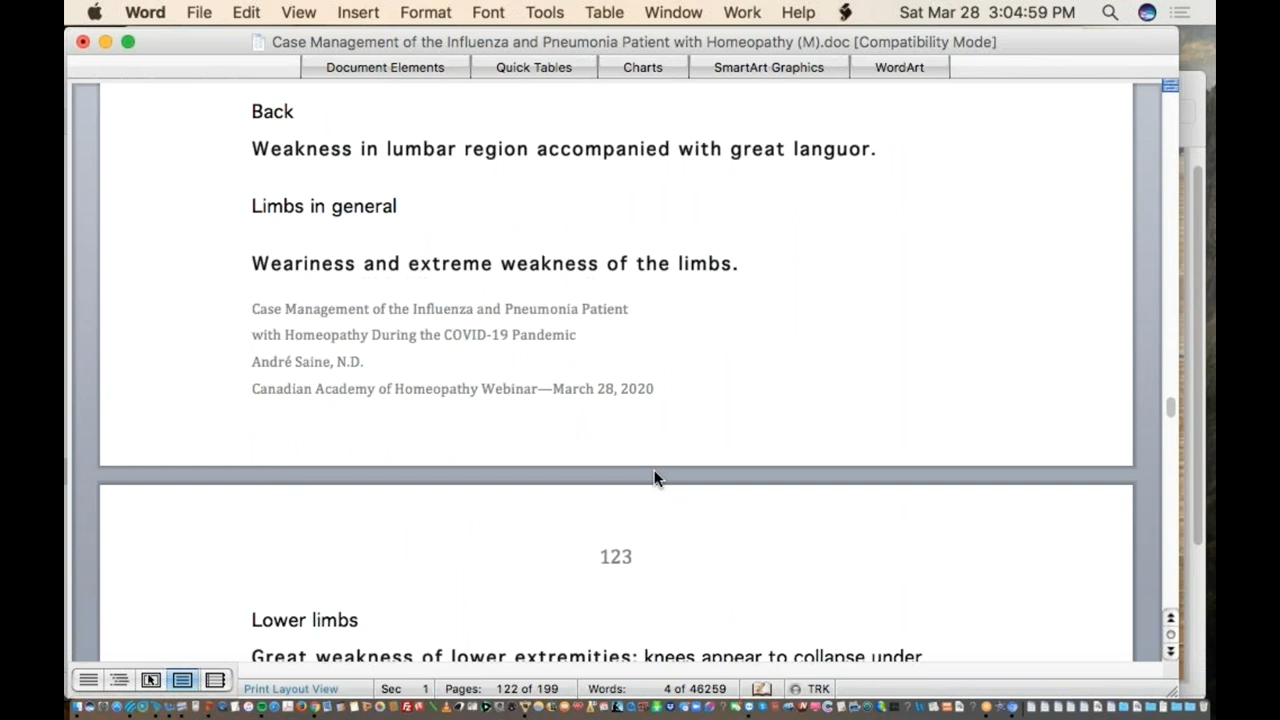 Word File Edit View Insert Format Font Tools Table Window Work Help Sat Mar 28 3:04:59 PM
Case Management of the Influenza and Pneumonia Patient with Homeopathy (M).doc [Compatibility Mode]
Document Elements Quick Tables Charts SmartArt Graphics WordArt
Back
Weakness in lumbar region accompanied with great languor.
Limbs in general
Weariness and extreme weakness of the limbs.
Case Management of the Influenza and Pneumonia Patient
with Homeopathy During the COVID-19 Pandemic
André Saine, N.D.
Canadian Academy of Homeopathy Webinar—March 28, 2020
123
Lower limbs
Great weakness of lower extremities; knees appear to collapse under
Print Layout View Sec 1 Pages: 122 of 199 Words: 4 of 46259 TRK